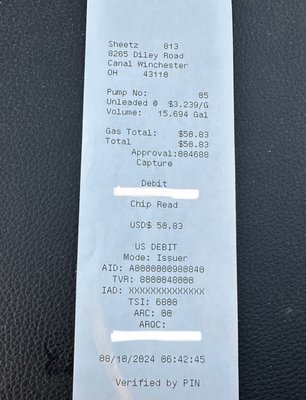 Sheetz 813
8265 Diley Road
Canal Winchester
OH 43110
Pump No: 05
Unleaded 0 $3.239/G
Volume: 15.694 Gal
Gas Total: $50.83
Total $50.83
Approval:084688
Capture
Debit
Chip Read
USD$ 50.83
US DEBIT
Mode: Issuer
AID: A0000000980840
TVR: 8000048000
IAD: XXXXXXXXXXXXXX
TSI: 6800
ARC: 00
ARQC:
08/10/2024 06:42:45
Verified by PIN